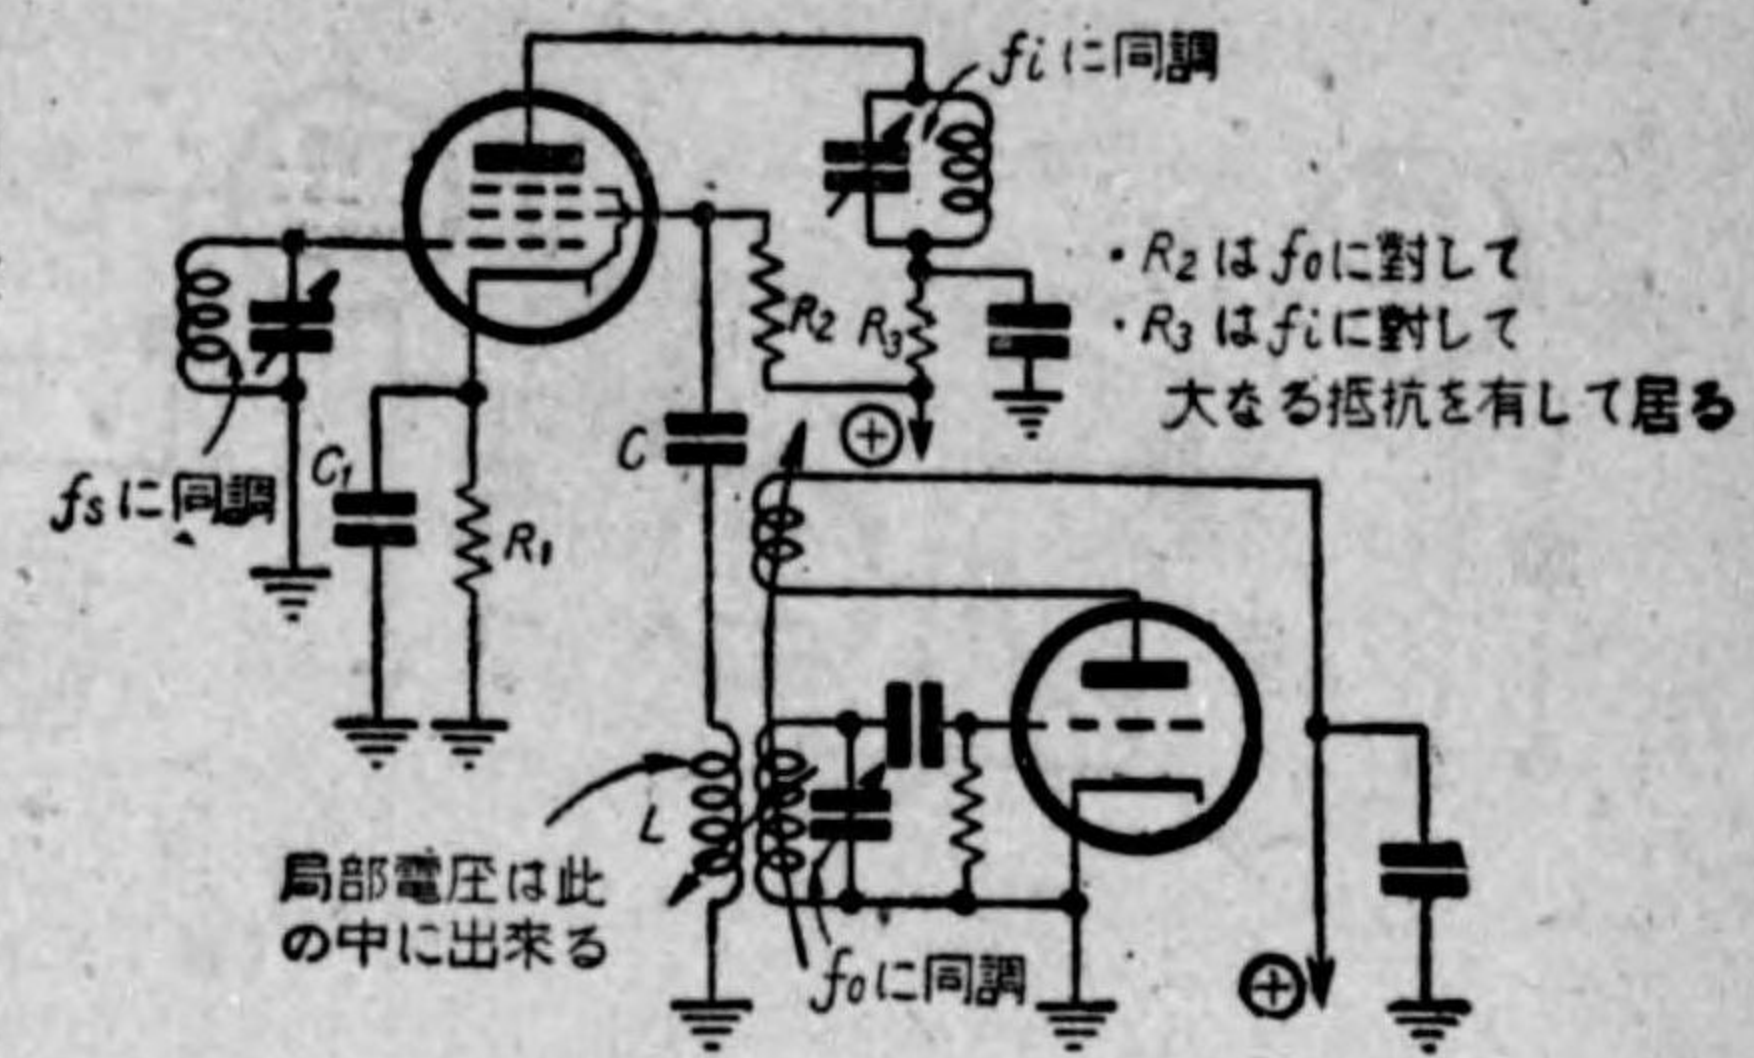 fiに同調
・R2はf0に對して
・R3はfiに對して
大なる抵抗を有して居る
R2
R3
⊕
C
fsに同調
C1
R1
L
局部電圧は此
の中に出來る
f0に同調
⊕